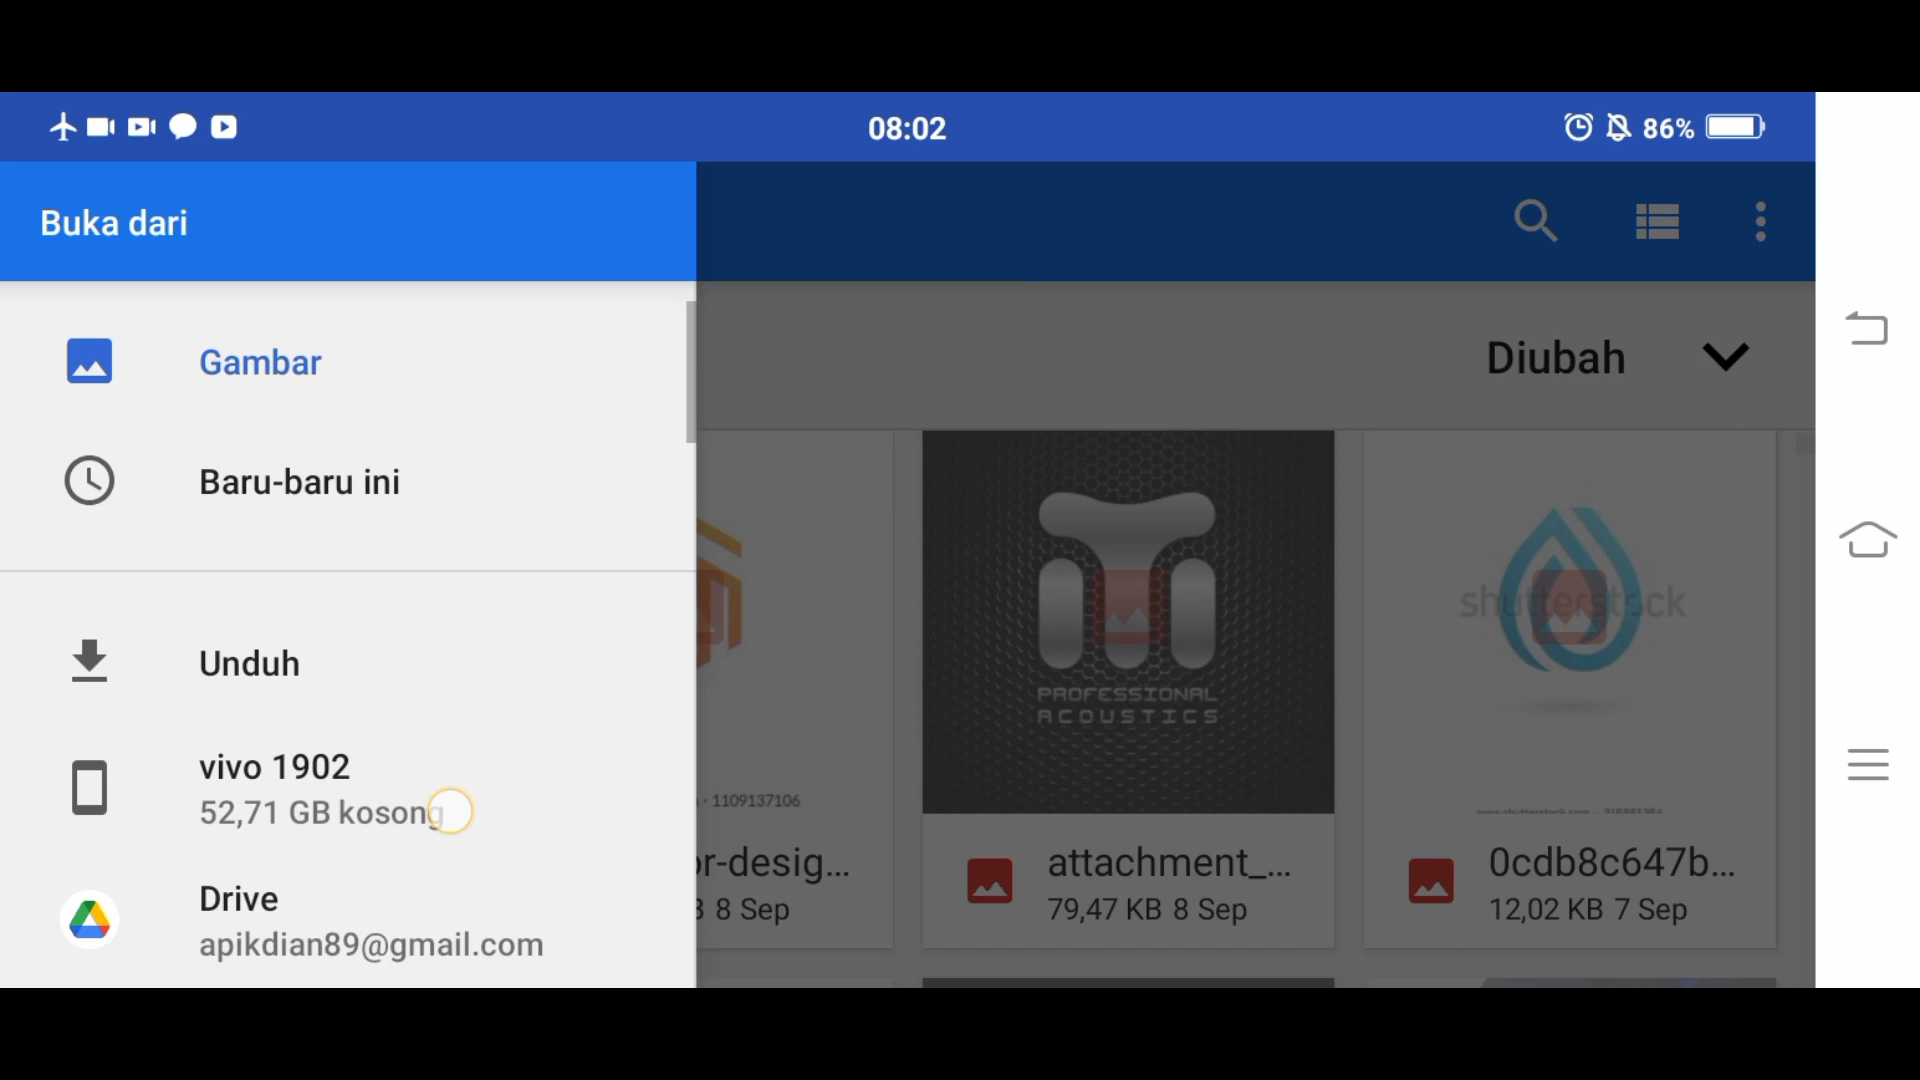 08:02
86%
Buka dari
Gambar
Baru-baru ini
Unduh
vivo 1902
52,71 GB kosong
Drive
apikdian89@gmail.com
Diubah
PROFESSIONAL
ACOUSTICS
shutterstock
· 1109137106
r-desig...
8 Sep
attachment_...
79,47 KB 8 Sep
0cdb8c647b...
12,02 KB 7 Sep